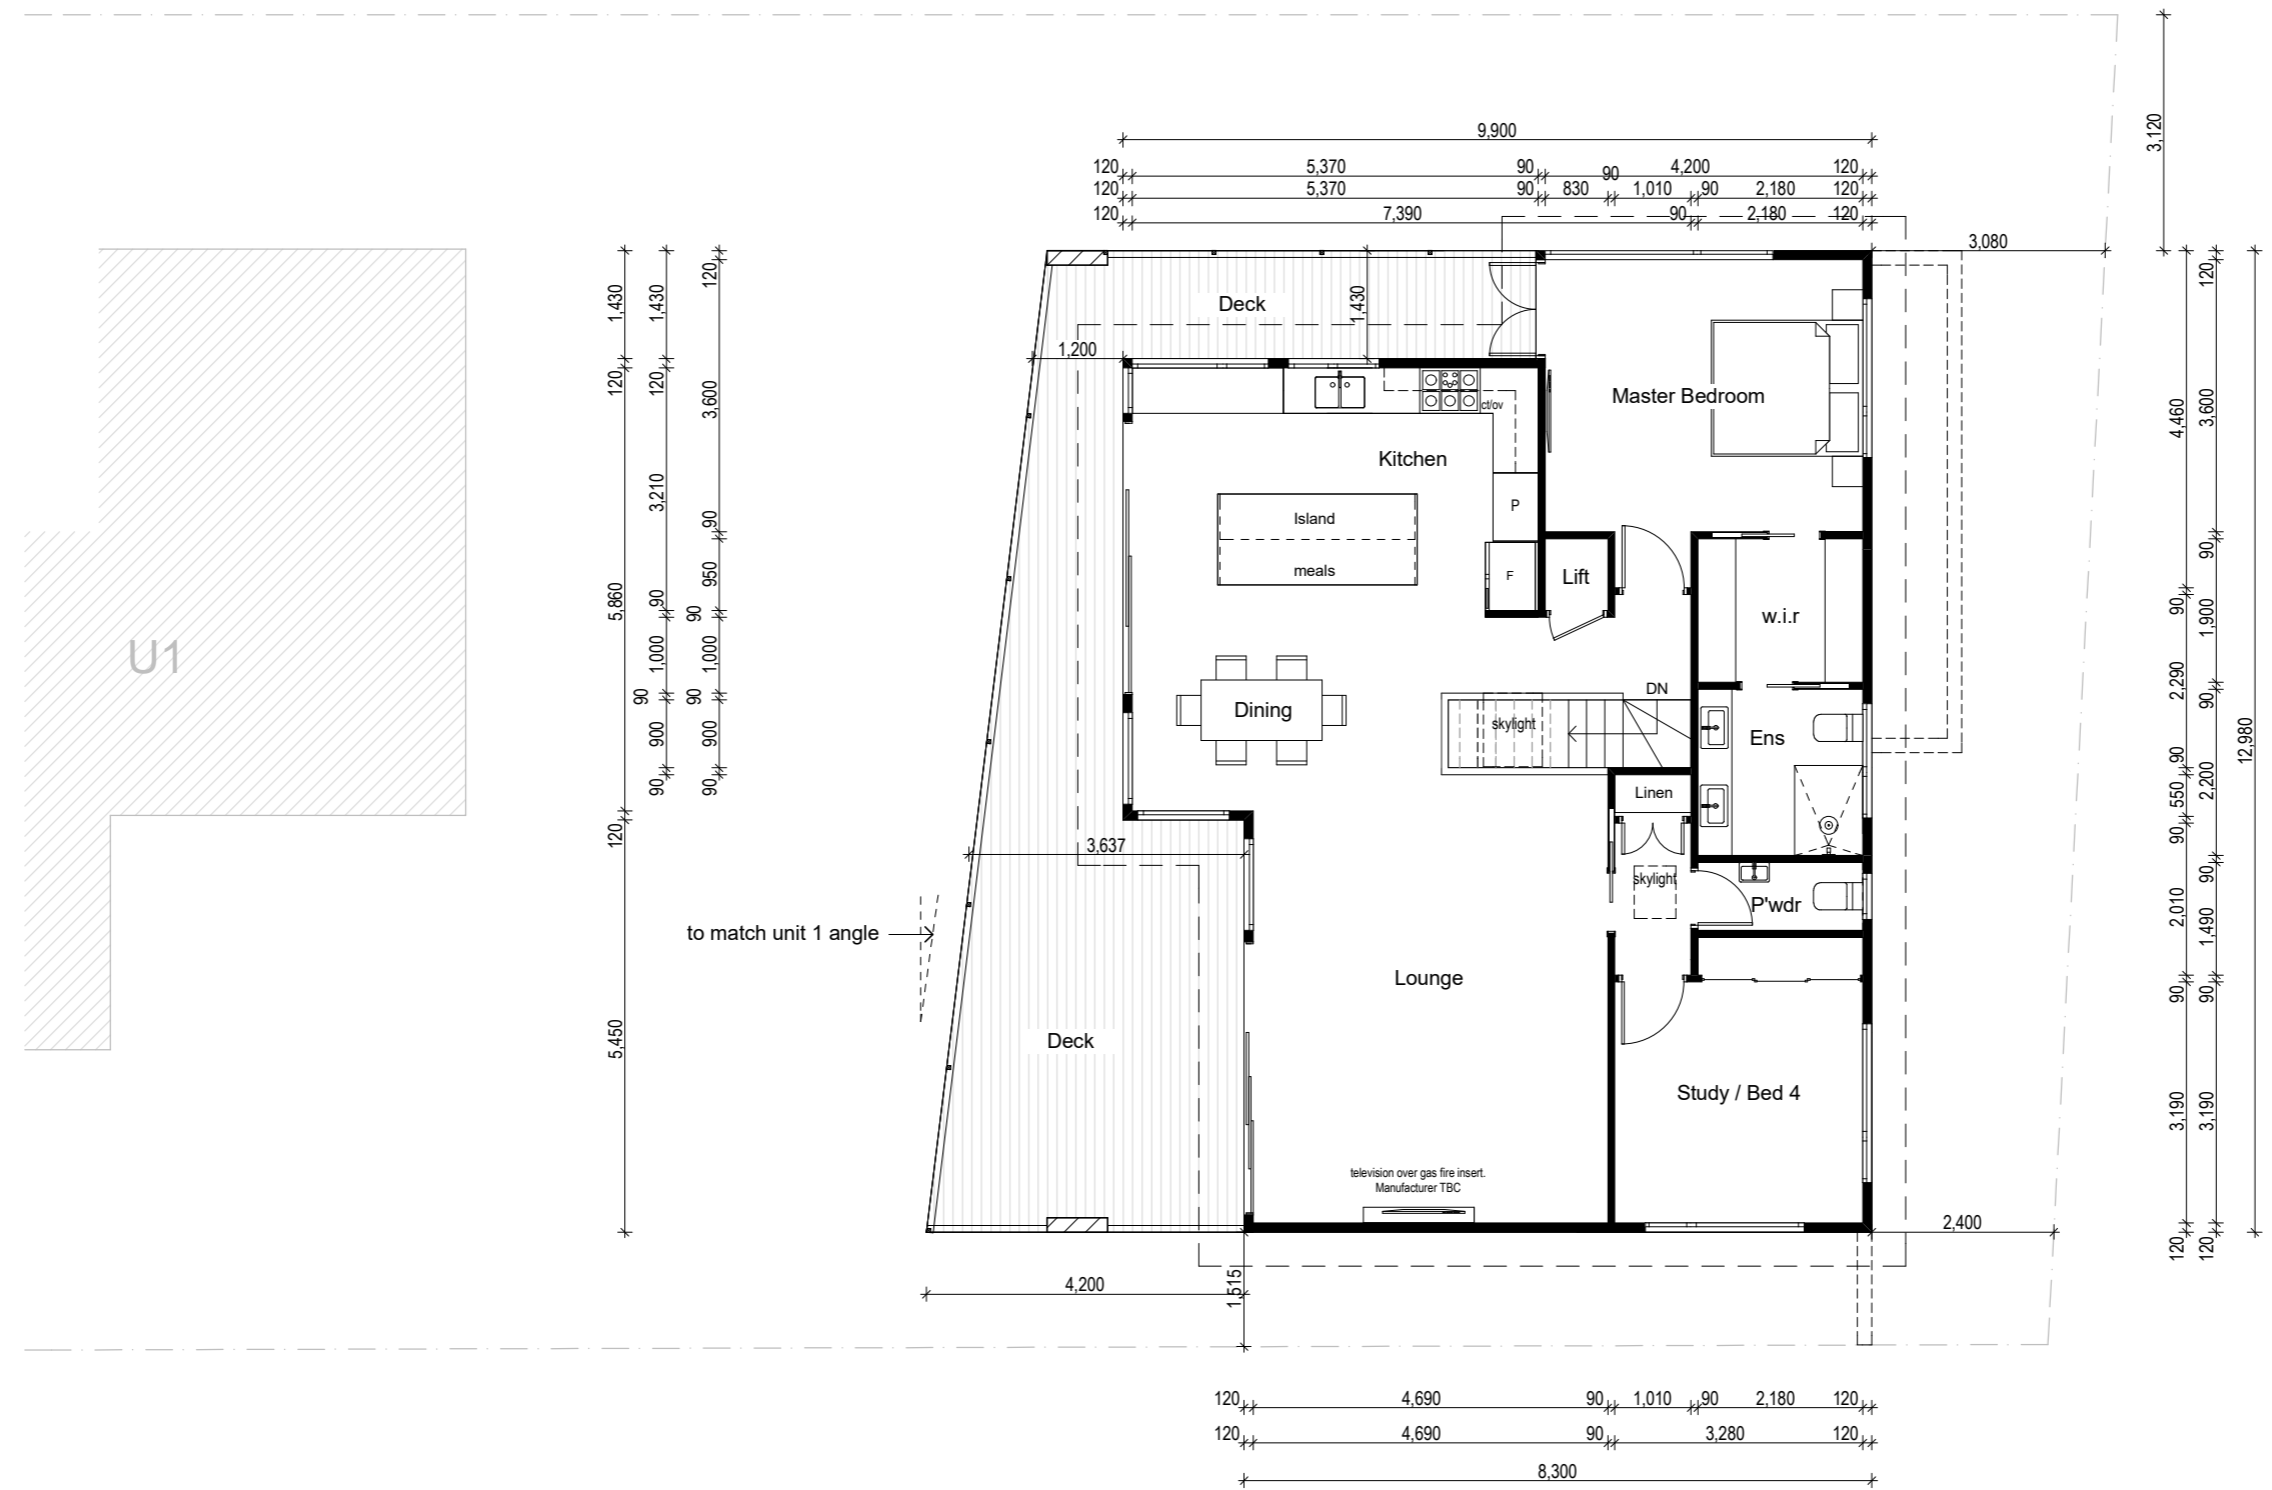 3,120
9,900
120 5,370 90 90 4,200 120
120 5,370 90 830 1,010 90 2,180 120
120 7,390 90 2,180 120
3,080
1,430 1,430 120
120 120 3,600
5,860 3,210 90
90 950
90
1,000 1,000
90 90
900 900
90 90
120
5,450
Deck
1,430
1,200
ct/ov
Master Bedroom
Kitchen
P
Island
meals
F
Lift
w.i.r
U1
DN
skylight
Dining
Ens
Linen
3,637
skylight
P'wdr
to match unit 1 angle
Lounge
Deck
Study / Bed 4
television over gas fire insert.
Manufacturer TBC
2,400
4,200
1,515
120
4,460 3,600
90
90 1,900
2,290 90
90 2,200
550
90 90
2,010 1,490
90 90
3,190 3,190
120 120
12,980
120 4,690 90 1,010 90 2,180 120
120 4,690 90 3,280 120
8,300